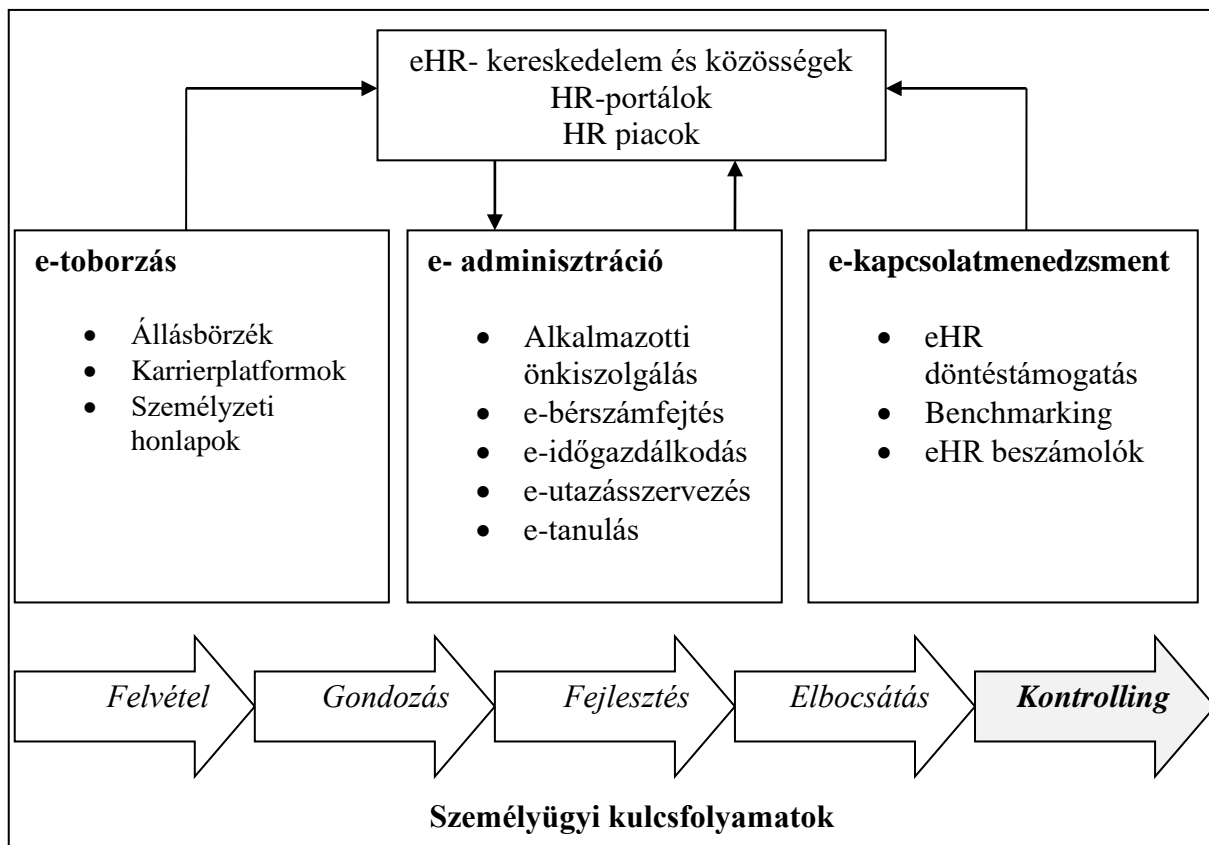 eHR- kereskedelem és közösségek
HR-portálok
HR piacok
e-toborzás
• Állásbörzék
• Karrierplatformok
• Személyzeti
honlapok
e- adminisztráció
• Alkalmazotti
önkiszolgálás
• e-bérszámfejtés
• e-időgazdálkodás
• e-utazásszervezés
• e-tanulás
e-kapcsolatmenedzsment
• eHR
döntéstámogatás
• Benchmarking
• eHR beszámolók
Felvétel
Gondozás
Fejlesztés
Elbocsátás
Kontrolling
Személyügyi kulcsfolyamatok